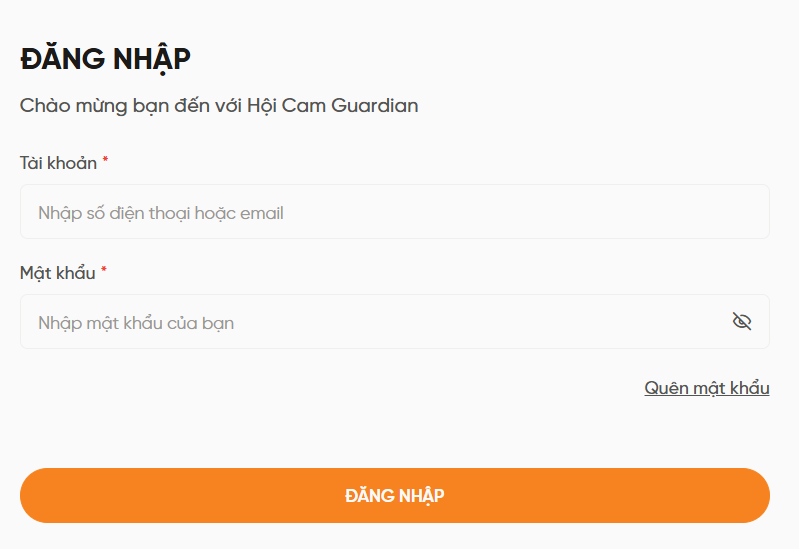 ĐĂNG NHẬP
Chào mừng bạn đến với Hội Cam Guardian
Tài khoản *
Nhập số điện thoại hoặc email
Mật khẩu *
Nhập mật khẩu của bạn
Quên mật khẩu
ĐĂNG NHẬP